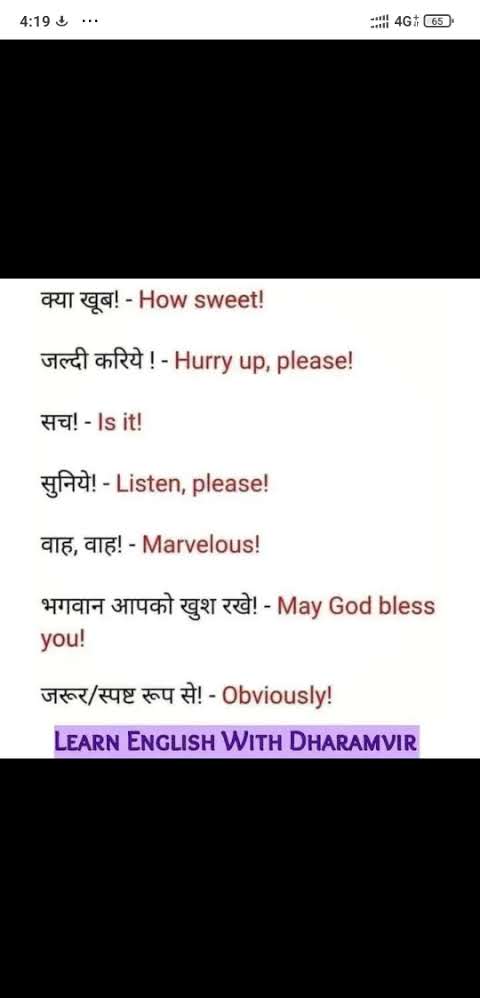 4:19 ...
4G 65
क्या खूब! - How sweet!
जल्दी करिये ! - Hurry up, please!
सच! - Is it!
सुनिये! - Listen, please!
वाह, वाह! - Marvelous!
भगवान आपको खुश रखे! - May God bless
you!
जरूर/स्पष्ट रूप से! - Obviously!
LEARN ENGLISH WITH DHARAMVIR